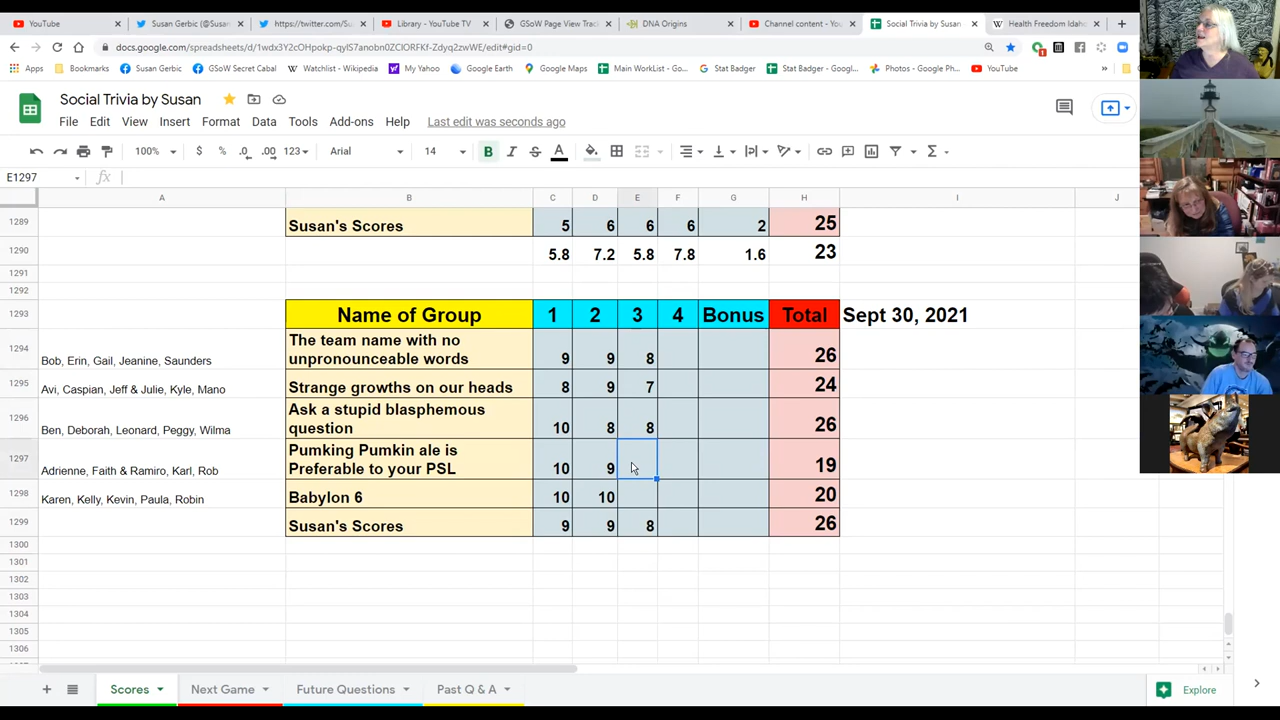 YouTube × Susan Gerbic (@Susan × https://twitter.com/Su × Library - YouTube TV × GSoW Page View Track × DNA Origins × Channel content - Yo × Social Trivia by Susan × Health Freedom Idaho ×
docs.google.com/spreadsheets/d/1wdx3Y2cOHpokp-qyIS7anobn0ZClORFKf-Zdyq2zwWE/edit#gid=0
Apps Bookmarks Susan Gerbic GSoW Secret Cabal Watchlist - Wikipedia My Yahoo Google Earth Google Maps Main WorkList - Go... Stat Badger Stat Badger - Googl... Photos - Google Ph... YouTube
Social Trivia by Susan
File Edit View Insert Format Data Tools Add-ons Help Last edit was seconds ago
100% $ % .0 .00 123 Arial 14 B I S A
E1297 fx
A B C D E F G H I J
1289 Susan's Scores 5 6 6 6 2 25
1290 5.8 7.2 5.8 7.8 1.6 23
1291
1292
1293 Name of Group 1 2 3 4 Bonus Total Sept 30, 2021
The team name with no
1294 Bob, Erin, Gail, Jeanine, Saunders unpronounceable words 9 9 8 26
1295 Avi, Caspian, Jeff & Julie, Kyle, Mano Strange growths on our heads 8 9 7 24
Ask a stupid blasphemous
1296 Ben, Deborah, Leonard, Peggy, Wilma question 10 8 8 26
Pumking Pumkin ale is
1297 Adrienne, Faith & Ramiro, Karl, Rob Preferable to your PSL 10 9 19
1298 Karen, Kelly, Kevin, Paula, Robin Babylon 6 10 10 20
1299 Susan's Scores 9 9 8 26
1300
1301
1302
1303
1304
1305
1306
Scores Next Game Future Questions Past Q & A Explore